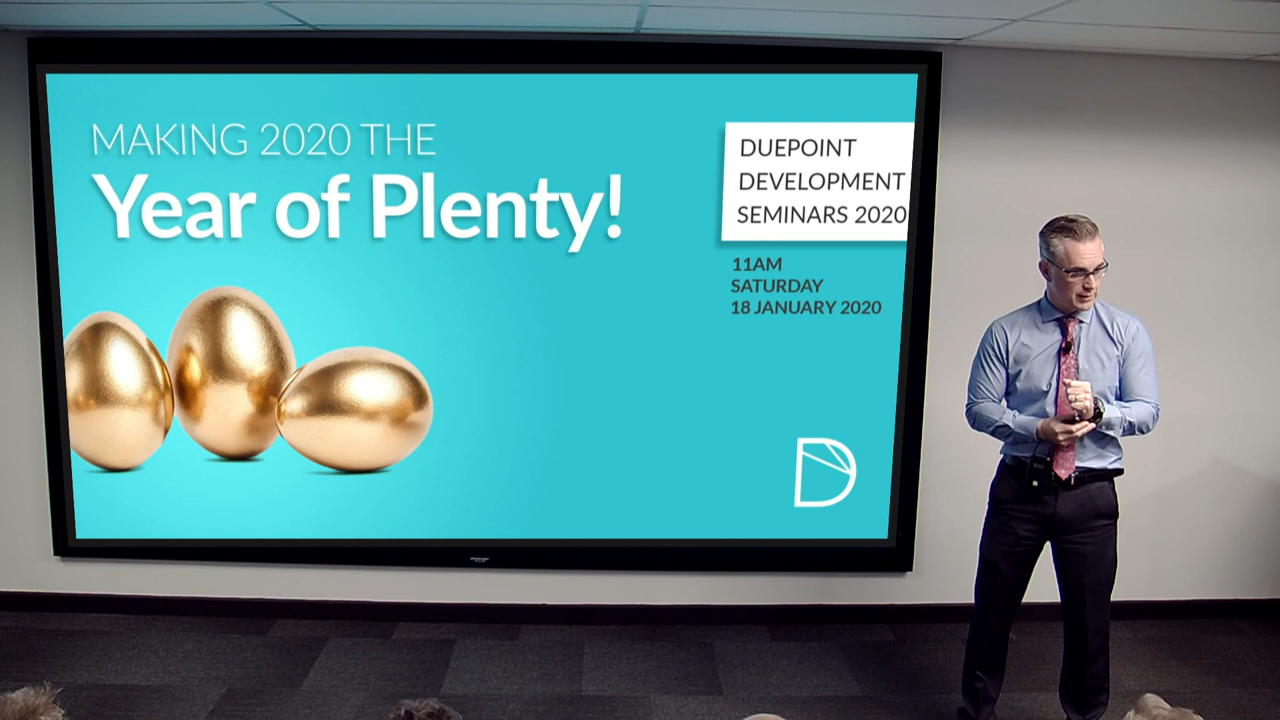 MAKING 2020 THE
Year of Plenty!
DUEPOINT
DEVELOPMENT
SEMINARS 2020
11AM
SATURDAY
18 JANUARY 2020